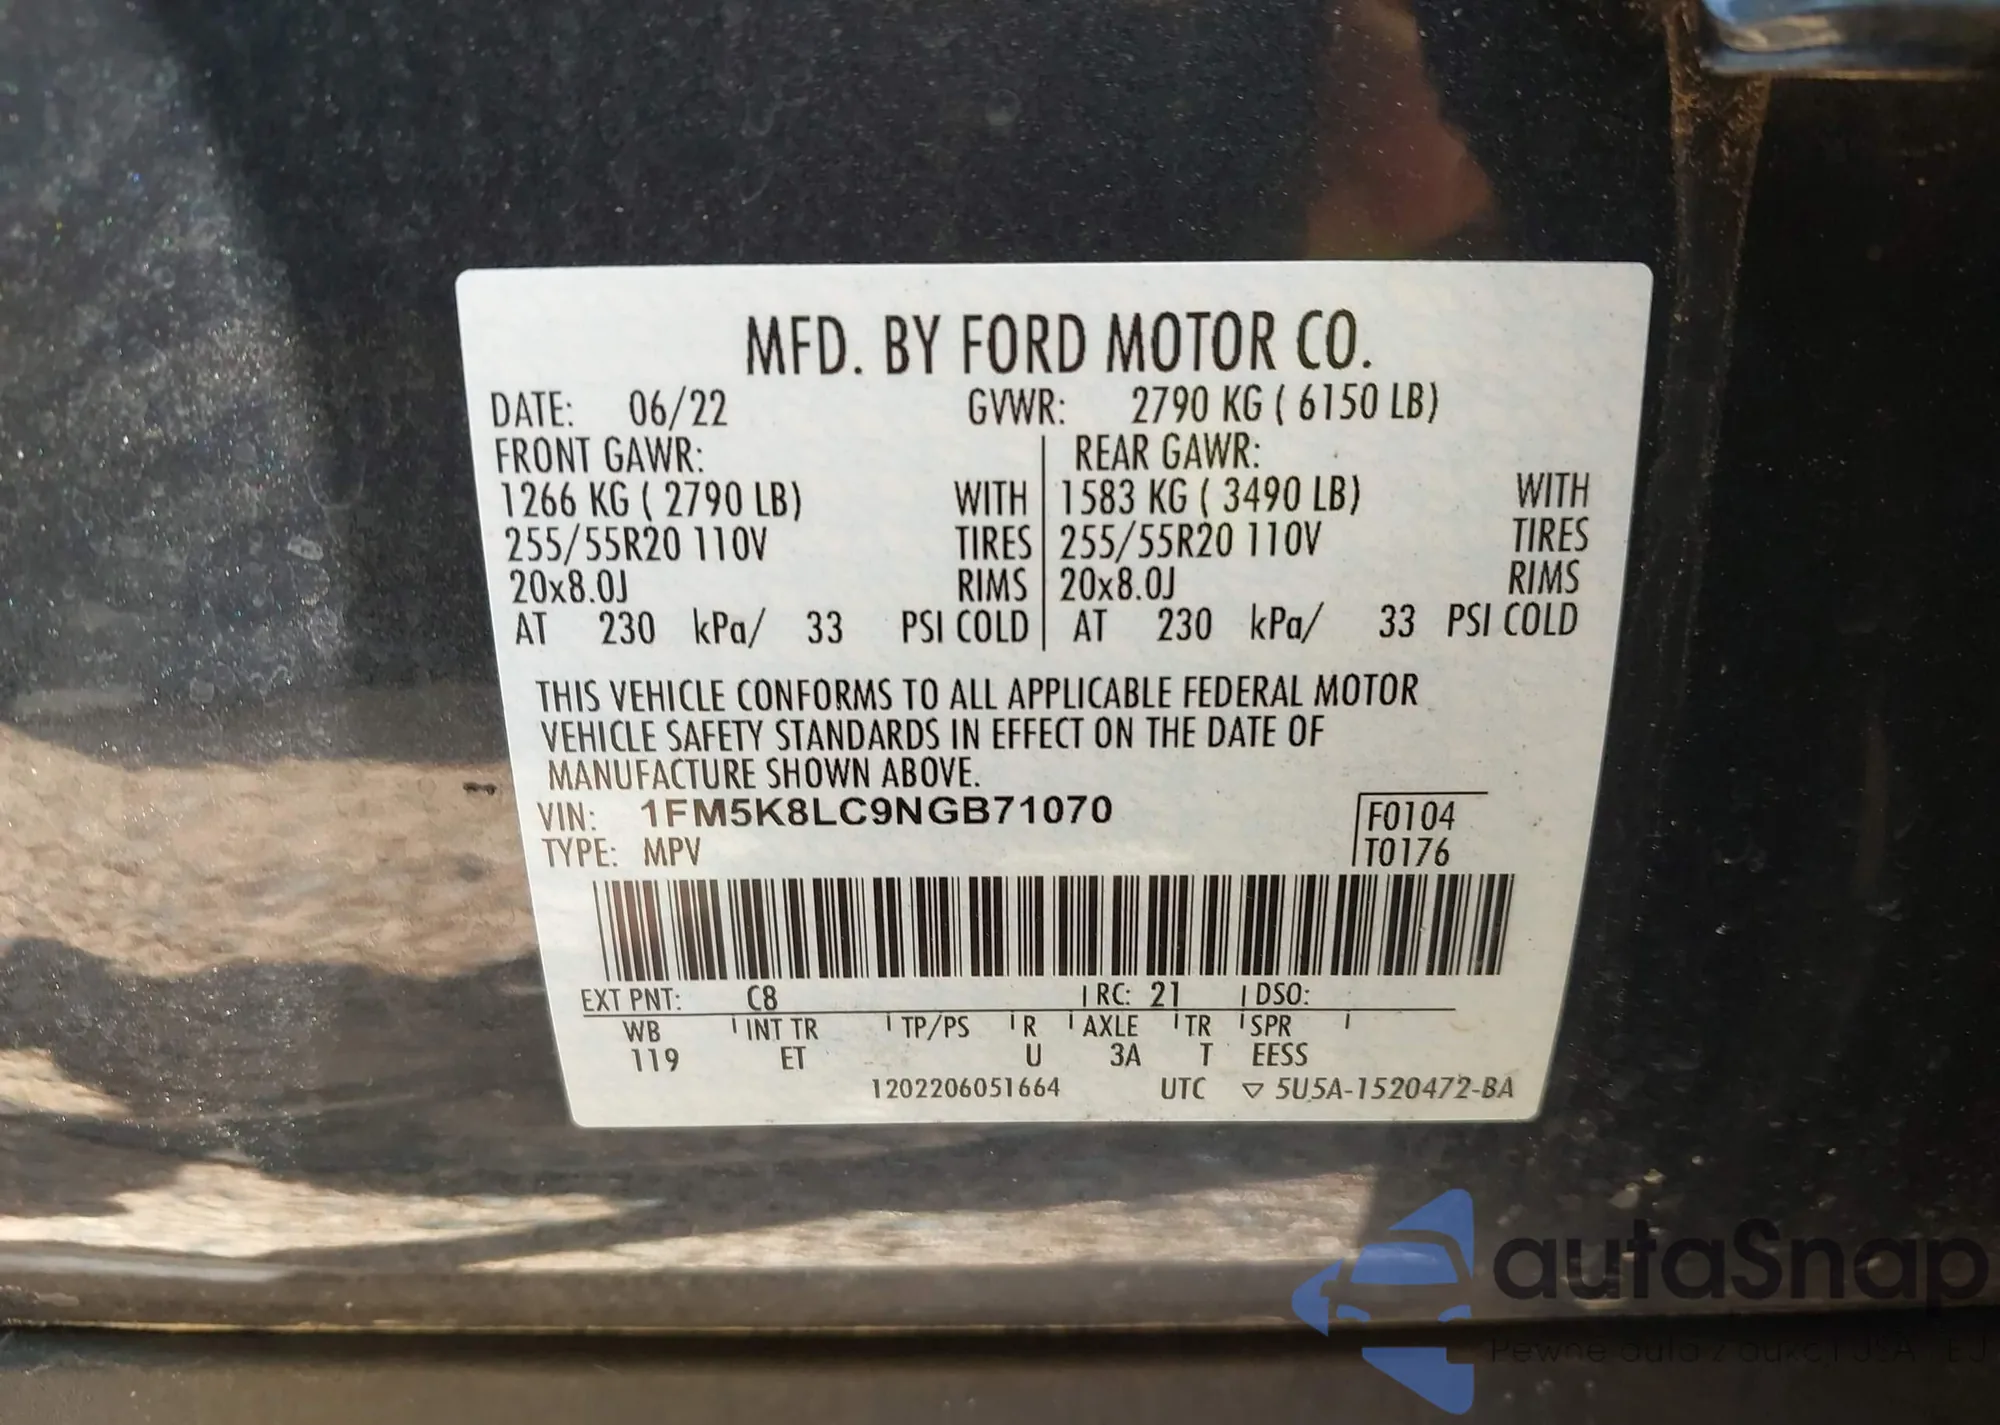 MFD. BY FORD MOTOR CO.
DATE: 06/22 GVWR: 2790 KG ( 6150 LB)
FRONT GAWR: REAR GAWR:
1266 KG ( 2790 LB) WITH 1583 KG ( 3490 LB) WITH
255/55R20 110V TIRES 255/55R20 110V TIRES
20x8.0J RIMS 20x8.0J RIMS
AT 230 kPa/ 33 PSI COLD AT 230 kPa/ 33 PSI COLD
THIS VEHICLE CONFORMS TO ALL APPLICABLE FEDERAL MOTOR
VEHICLE SAFETY STANDARDS IN EFFECT ON THE DATE OF
MANUFACTURE SHOWN ABOVE.
VIN: 1FM5K8LC9NGB71070 F0104
TYPE: MPV T0176
EXT PNT: C8 RC: 21 DSO:
WB INT TR TP/PS R AXLE TR SPR
119 ET U 3A T EESS
1202206051664 UTC ▽ 5U5A-1520472-BA
autaSnap
Pewne auta z aukcji USA i EU